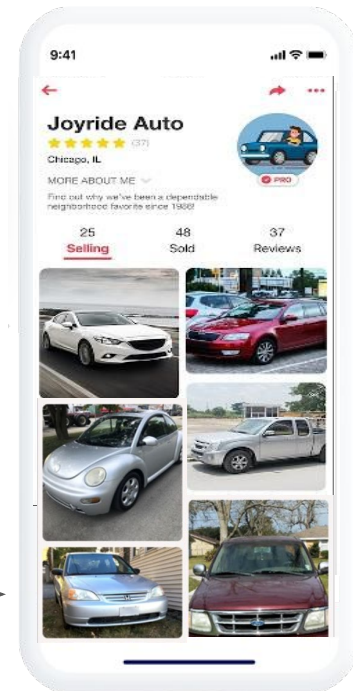 9:41
Joyride Auto
(37)
Chicago, IL
MORE ABOUT ME
PRO
Find out why we've been a dependable
neighborhood favorite since 1986!
25 48 37
Selling Sold Reviews